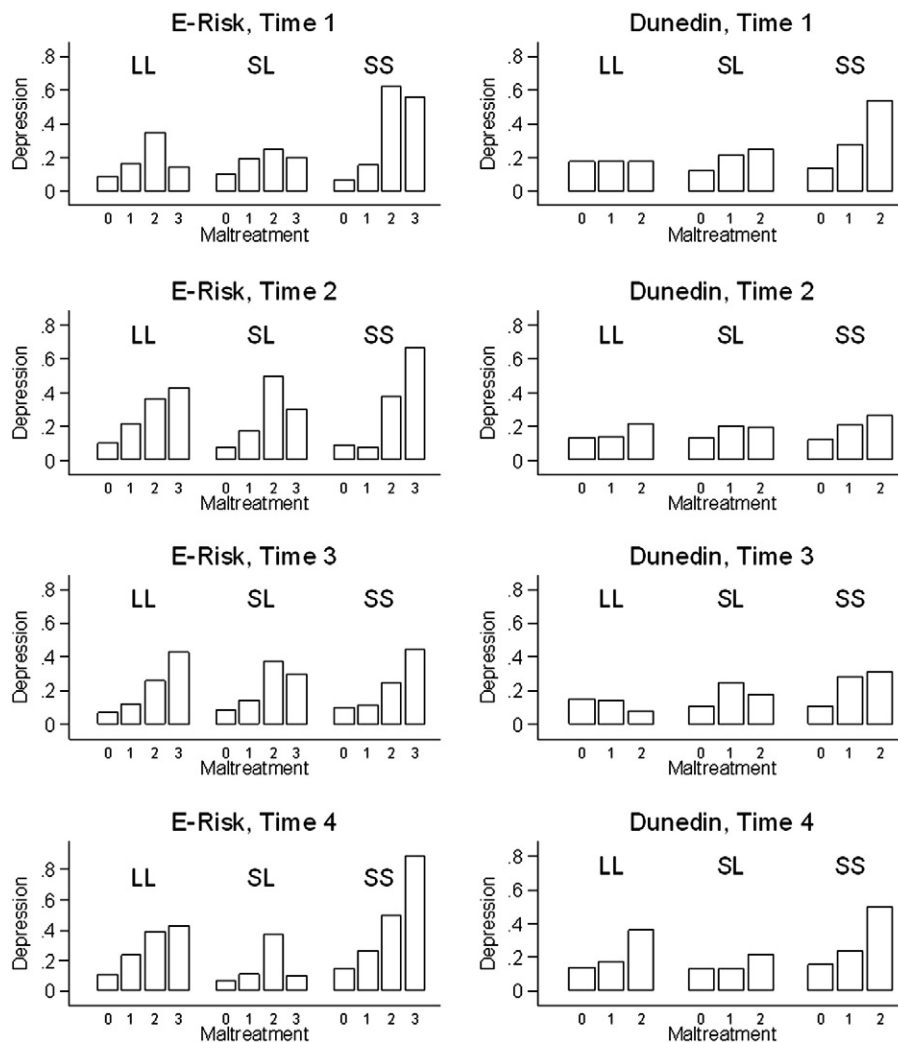 E-Risk, Time 1
Depression
.8
.6
.4
.2
0
LL SL SS
0 1 2 3 0 1 2 3 0 1 2 3
Maltreatment
Dunedin, Time 1
Depression
.8
.6
.4
.2
0
LL SL SS
0 1 2 0 1 2 0 1 2
Maltreatment
E-Risk, Time 2
Depression
.8
.6
.4
.2
0
LL SL SS
0 1 2 3 0 1 2 3 0 1 2 3
Maltreatment
Dunedin, Time 2
Depression
.8
.6
.4
.2
0
LL SL SS
0 1 2 0 1 2 0 1 2
Maltreatment
E-Risk, Time 3
Depression
.8
.6
.4
.2
0
LL SL SS
0 1 2 3 0 1 2 3 0 1 2 3
Maltreatment
Dunedin, Time 3
Depression
.8
.6
.4
.2
0
LL SL SS
0 1 2 0 1 2 0 1 2
Maltreatment
E-Risk, Time 4
Depression
.8
.6
.4
.2
0
LL SL SS
0 1 2 3 0 1 2 3 0 1 2 3
Maltreatment
Dunedin, Time 4
Depression
.8
.6
.4
.2
0
LL SL SS
0 1 2 0 1 2 0 1 2
Maltreatment